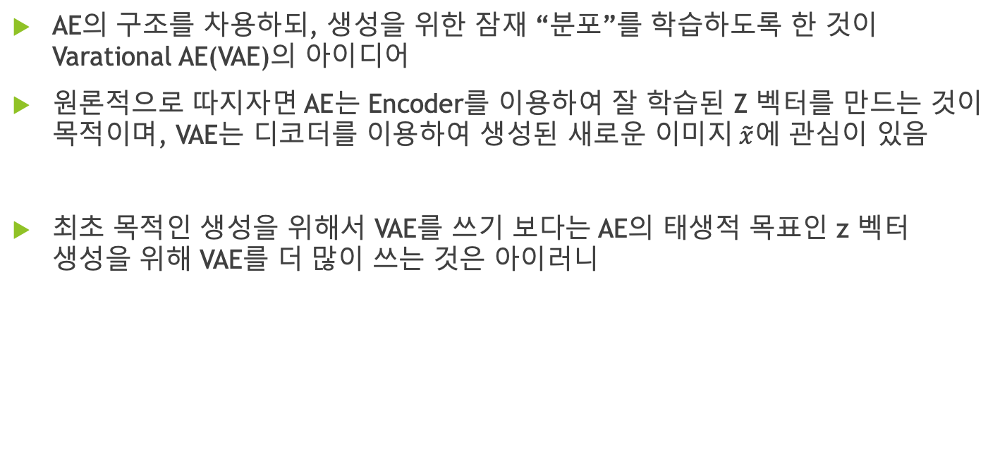 AE의 구조를 차용하되, 생성을 위한 잠재 “분포”를 학습하도록 한 것이
Varational AE(VAE)의 아이디어
원론적으로 따지자면 AE는 Encoder를 이용하여 잘 학습된 Z 벡터를 만드는 것이
목적이며, VAE는 디코더를 이용하여 생성된 새로운 이미지 x̃에 관심이 있음
최초 목적인 생성을 위해서 VAE를 쓰기 보다는 AE의 태생적 목표인 z 벡터
생성을 위해 VAE를 더 많이 쓰는 것은 아이러니